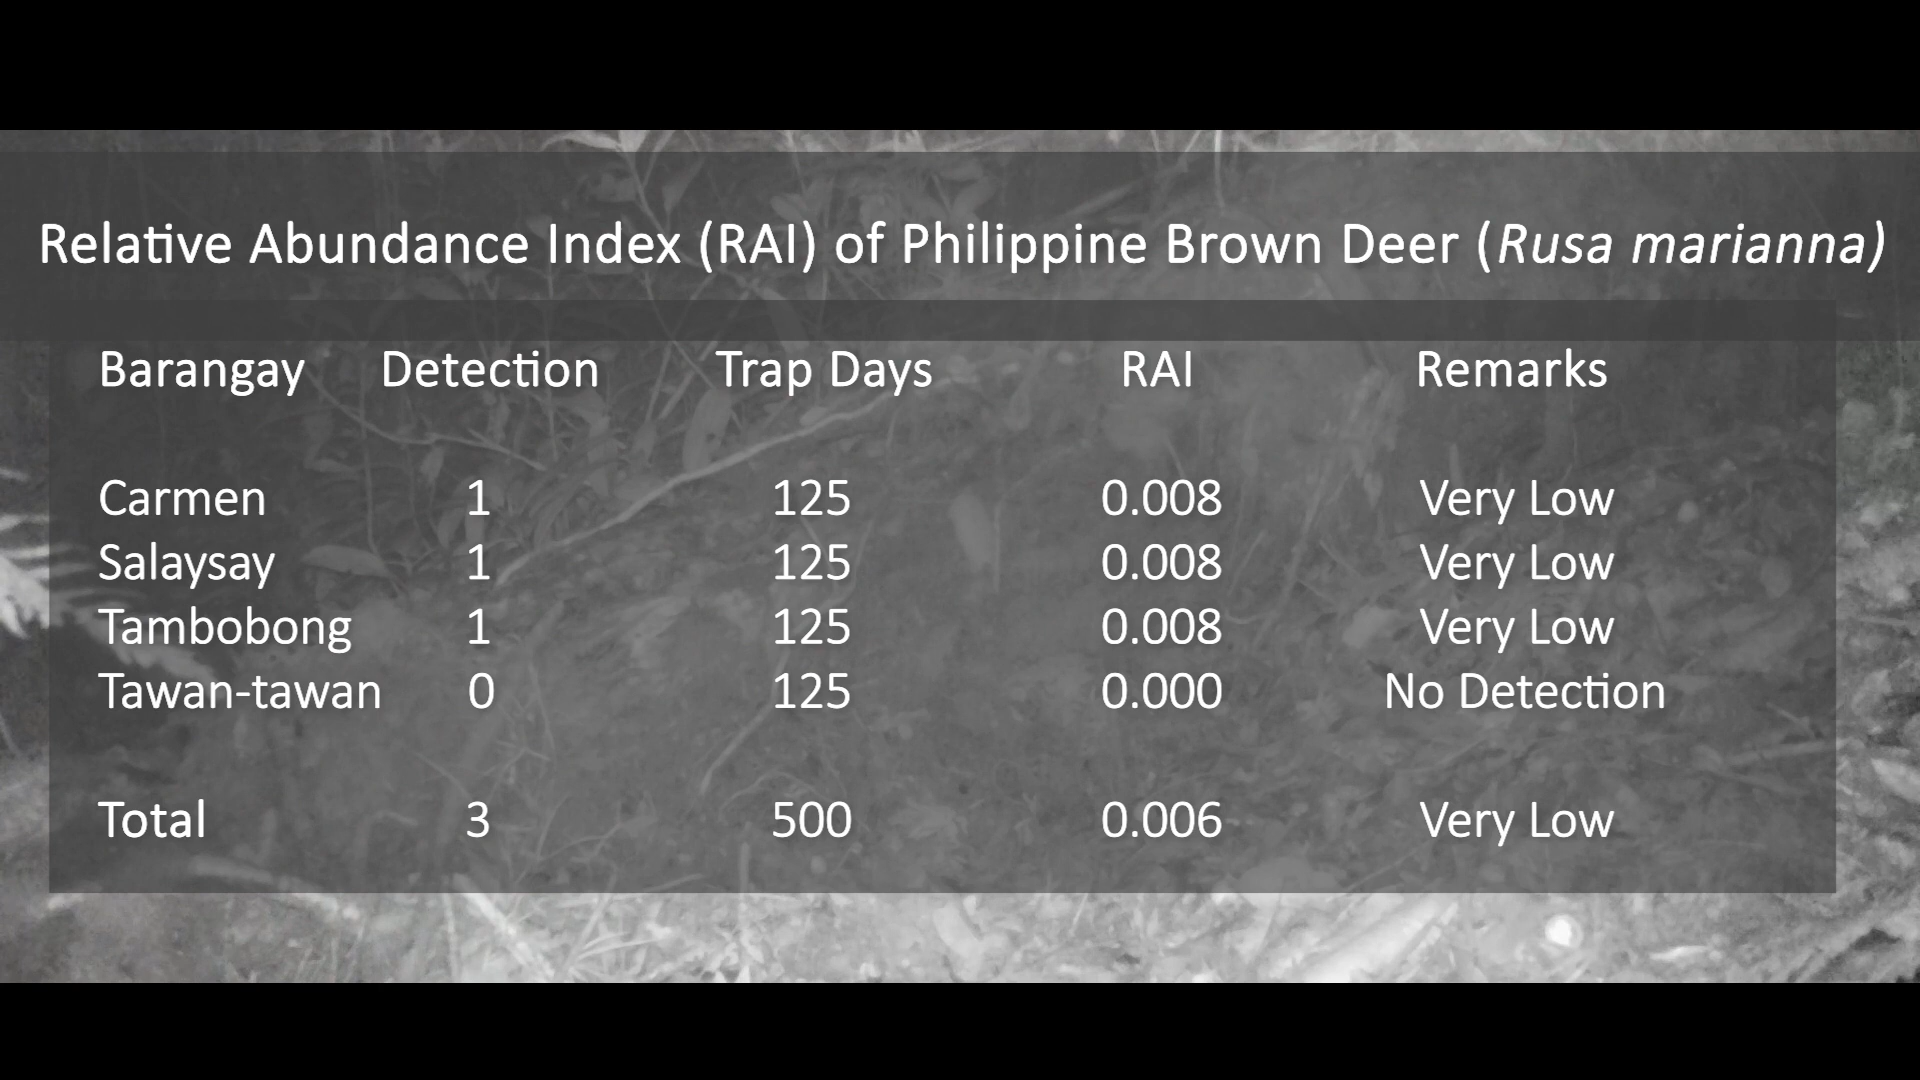 Relative Abundance Index (RAI) of Philippine Brown Deer (Rusa marianna)
Barangay Detection Trap Days RAI Remarks
Carmen 1 125 0.008 Very Low
Salaysay 1 125 0.008 Very Low
Tambobong 1 125 0.008 Very Low
Tawan-tawan 0 125 0.000 No Detection
Total 3 500 0.006 Very Low